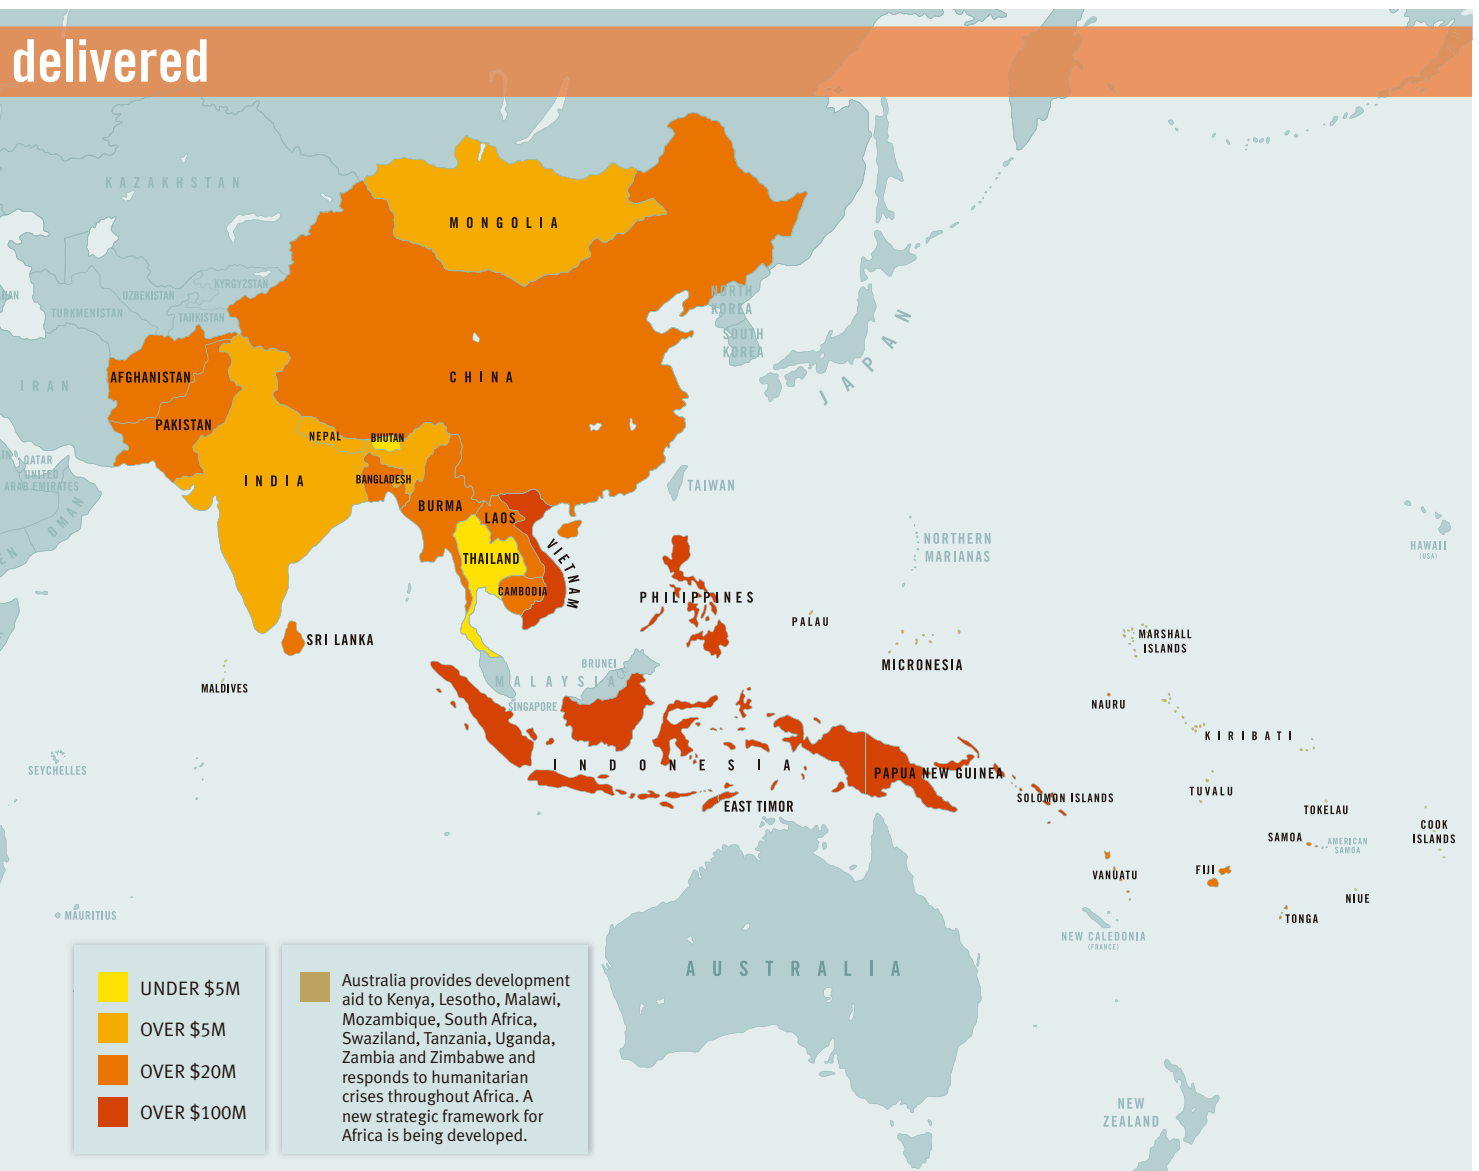 delivered
KAZAKHSTAN
MONGOLIA
UZBEKISTAN
KYRGYZSTAN
TURKMENISTAN
TAJIKISTAN
NORTH
KOREA
SOUTH
KOREA
JAPAN
IRAN
AFGHANISTAN
CHINA
PAKISTAN
NEPAL
BHUTAN
QATAR
UNITED
ARAB EMIRATES
OMAN
INDIA
BANGLADESH
TAIWAN
BURMA
LAOS
VIETNAM
THAILAND
CAMBODIA
NORTHERN
MARIANAS
HAWAII
(USA)
PHILIPPINES
PALAU
SRI LANKA
MALDIVES
BRUNEI
MALAYSIA
SINGAPORE
MICRONESIA
MARSHALL
ISLANDS
NAURU
KIRIBATI
SEYCHELLES
INDONESIA
PAPUA NEW GUINEA
EAST TIMOR
SOLOMON ISLANDS
TUVALU
TOKELAU
COOK
ISLANDS
SAMOA
AMERICAN
SAMOA
VANUATU
FIJI
NIUE
TONGA
MAURITIUS
NEW CALEDONIA
(FRANCE)
AUSTRALIA
NEW
ZEALAND
UNDER $5M
OVER $5M
OVER $20M
OVER $100M
Australia provides development
aid to Kenya, Lesotho, Malawi,
Mozambique, South Africa,
Swaziland, Tanzania, Uganda,
Zambia and Zimbabwe and
responds to humanitarian
crises throughout Africa. A
new strategic framework for
Africa is being developed.